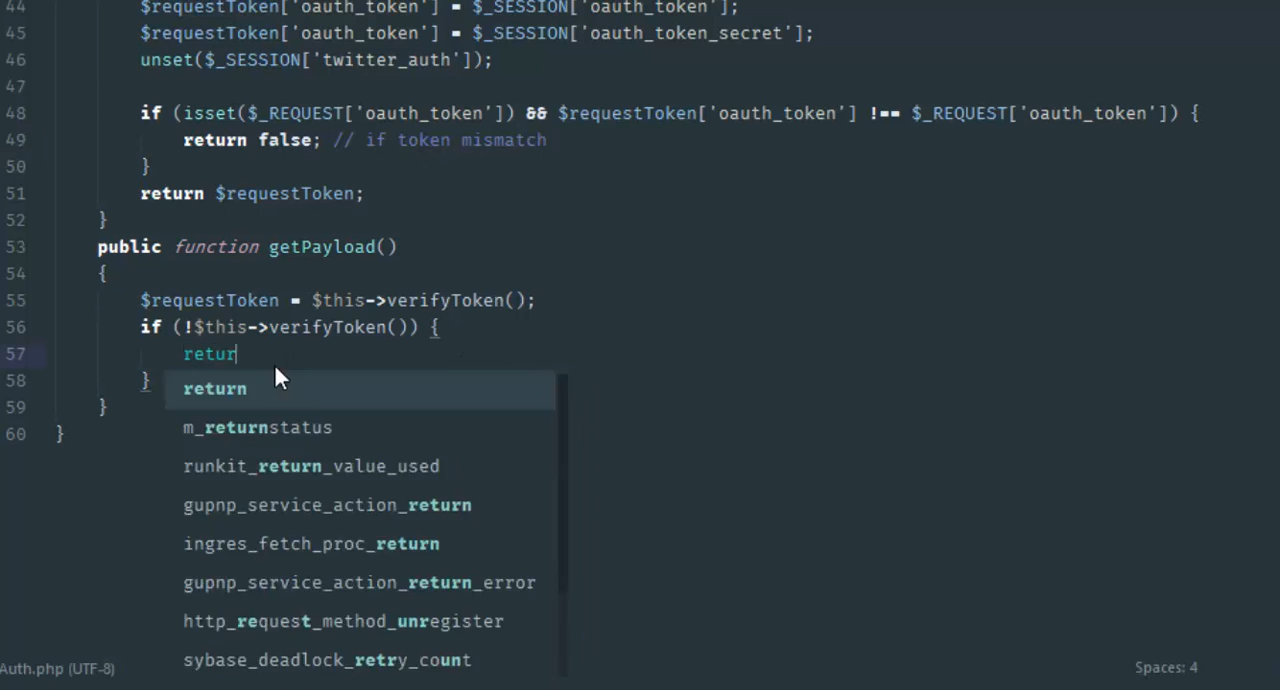 44 $requestToken['oauth_token'] = $_SESSION['oauth_token'];
45 $requestToken['oauth_token'] = $_SESSION['oauth_token_secret'];
46 unset($_SESSION['twitter_auth']);
47
48 if (isset($_REQUEST['oauth_token']) && $requestToken['oauth_token'] !== $_REQUEST['oauth_token']) {
49 return false; // if token mismatch
50 }
51 return $requestToken;
52 }
53 public function getPayload()
54 {
55 $requestToken = $this->verifyToken();
56 if (!$this->verifyToken()) {
57 retur
58 }
59 }
60 }
return
m_returnstatus
runkit_return_value_used
gupnp_service_action_return
ingres_fetch_proc_return
gupnp_service_action_return_error
http_request_method_unregister
sybase_deadlock_retry_count
Auth.php (UTF-8)
Spaces: 4